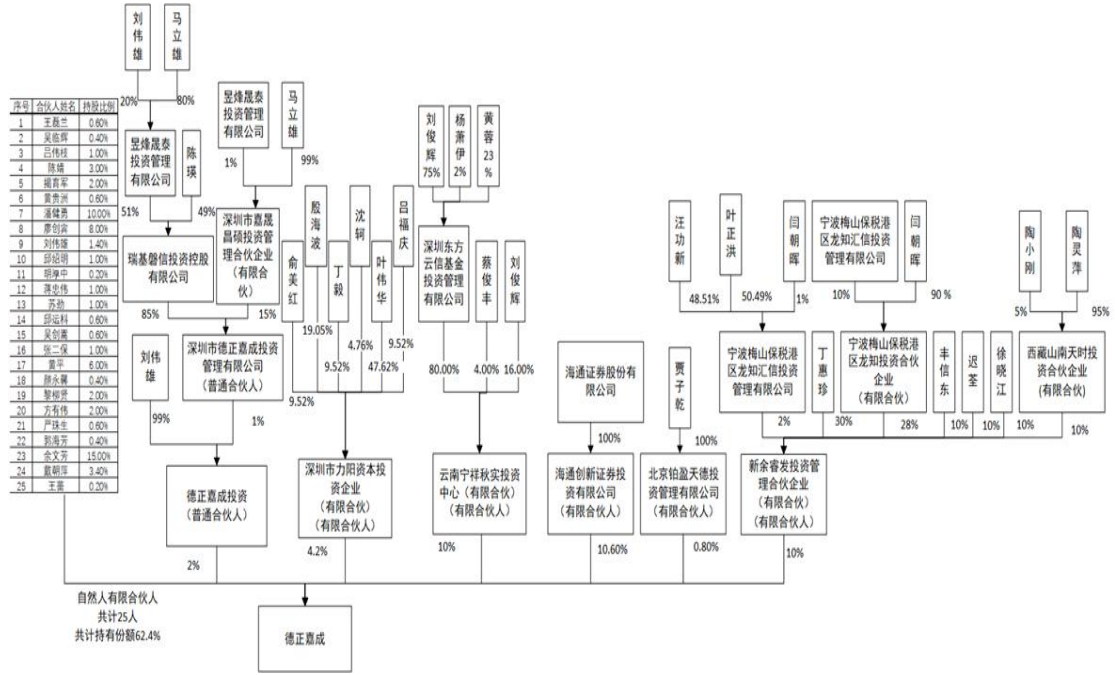 刘伟雄
马立雄
20%
80%
序号 合伙人姓名 持股比例
1 王磊兰 0.60%
2 吴临辉 0.40%
3 吕伟枝 1.00%
4 陈靖 3.00%
5 揭育军 2.00%
6 黄贵洲 0.60%
7 潘健勇 10.00%
8 廖创宾 8.00%
9 刘伟雄 1.40%
10 邱绍明 1.00%
11 胡厚中 0.20%
12 蒋忠伟 1.00%
13 苏劲 1.00%
14 邱运科 0.60%
15 吴创嵩 0.60%
16 张二保 1.00%
17 黄平 6.00%
18 颜永馨 0.40%
19 黎柳贤 2.00%
20 方有伟 2.00%
21 严珠生 0.60%
22 郭海芳 0.40%
23 余文芳 15.00%
24 戴朝萍 3.40%
25 0.20%
昱烽晟泰
投资管理
有限公司
陈瑛
51%
49%
瑞基磐信投资控股
有限公司
85%
昱烽晟泰
投资管理
有限公司
马立雄
1%
99%
深圳市嘉晟
昌硕投资管
理合伙企业
(有限合
伙)
15%
刘伟雄
深圳市德正嘉成投资
管理有限公司
(普通合伙人)
99%
1%
德正嘉成投资
(普通合伙人)
2%
俞美红
殷海波
丁毅
沈轲
叶伟华
吕福庆
9.52%
19.05%
9.52%
4.76%
47.62%
9.52%
深圳市力阳资本投
资企业
(有限合伙)
(有限合伙人)
4.2%
刘俊辉
75%
杨萧伊
2%
黄蓉23
%
深圳东方
云信基金
投资管理
有限公司
蔡俊丰
刘俊辉
80.00%
4.00%
16.00%
云南宁祥秋实投资
中心(有限合伙)
(有限合伙人)
10%
海通证券股份有
限公司
100%
海通创新证券投
资有限公司
(有限合伙人)
10.60%
贾子乾
100%
北京铂盈天德投
资管理有限公司
(有限合伙人)
0.80%
汪功新
叶正洪
闫朝晖
48.51%
50.49%
1%
宁波梅山保税港
区龙知汇信投资
管理有限公司
2%
丁惠珍
30%
宁波梅山保税港
区龙知汇信投资
管理有限公司
闫朝晖
10%
90 %
宁波梅山保税港
区龙知投资合伙
企业
(有限合伙)
28%
丰信东
10%
迟荃
10%
徐晓江
10%
陶小刚
陶灵萍
5%
95%
西藏山南天时投
资合伙企业
(有限合伙)
10%
新余睿发投资管
理合伙企业
(有限合伙)
(有限合伙人)
10%
自然人有限合伙人
共计25人
共计持有份额62.4%
德正嘉成